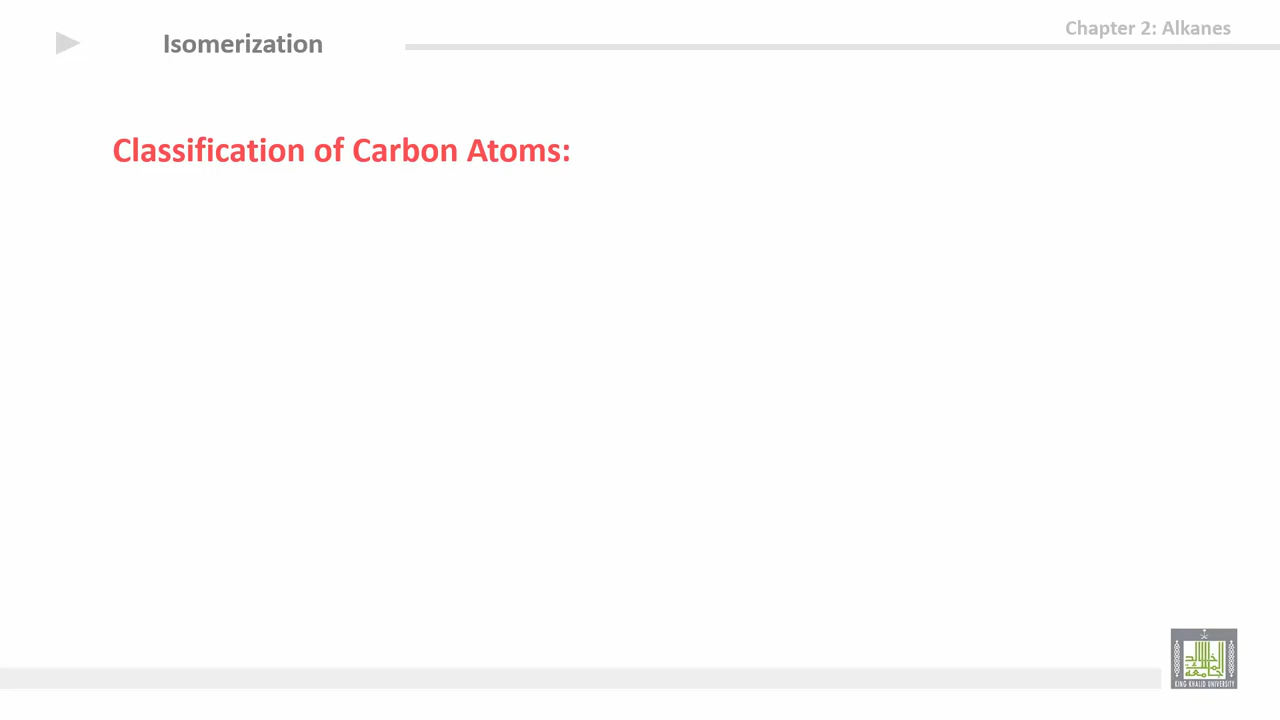 Isomerization
Chapter 2: Alkanes
Classification of Carbon Atoms:
KING KHALID UNIVERSITY